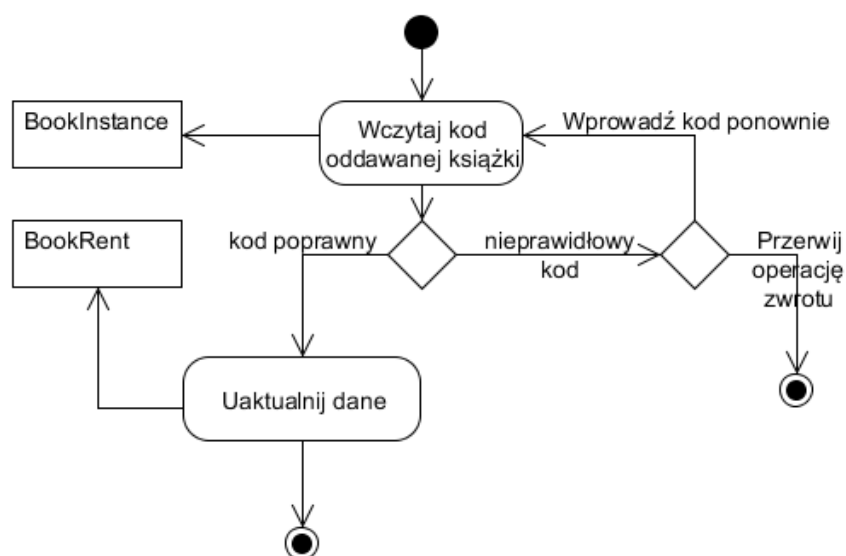 BookInstance
Wczytaj kod
oddawanej książki
Wprowadź kod ponownie
BookRent
kod poprawny
nieprawidłowy
kod
Przerwij
operację
zwrotu
Uaktualnij dane